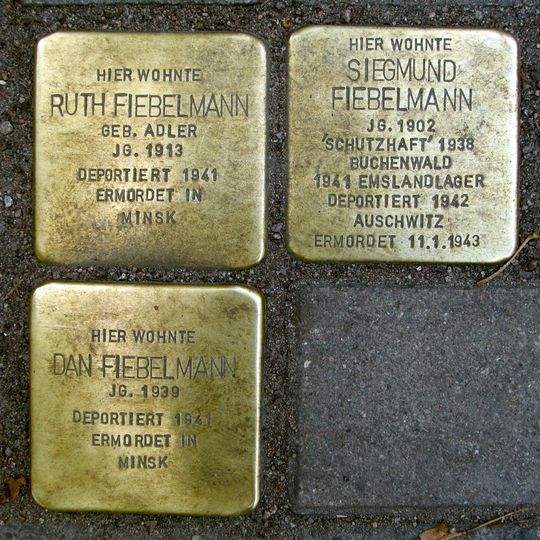 HIER WOHNTE
RUTH FIEBELMANN
GEB. ADLER
JG. 1913
DEPORTIERT 1941
ERMORDET IN
MINSK
HIER WOHNTE
SIEGMUND
FIEBELMANN
JG. 1902
"SCHUTZHAFT" 1938
BUCHENWALD
1941 EMSLANDLAGER
DEPORTIERT 1942
AUSCHWITZ
ERMORDET 11.1.1943
HIER WOHNTE
DAN FIEBELMANN
JG. 1939
DEPORTIERT 1941
ERMORDET IN
MINSK